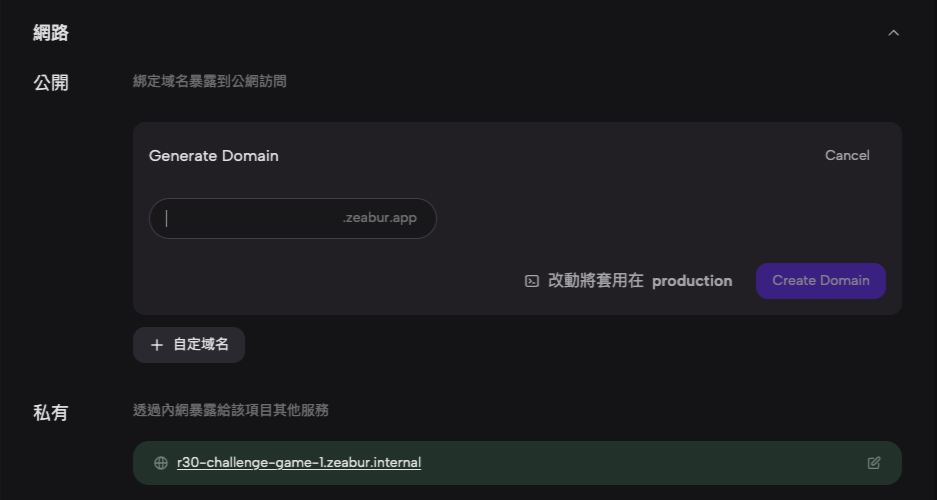 網路
公開
綁定域名暴露到公網訪問
Generate Domain
Cancel
.zeabur.app
改動將套用在 production
Create Domain
自定域名
私有
透過內網暴露給該項目其他服務
r30-challenge-game-1.zeabur.internal